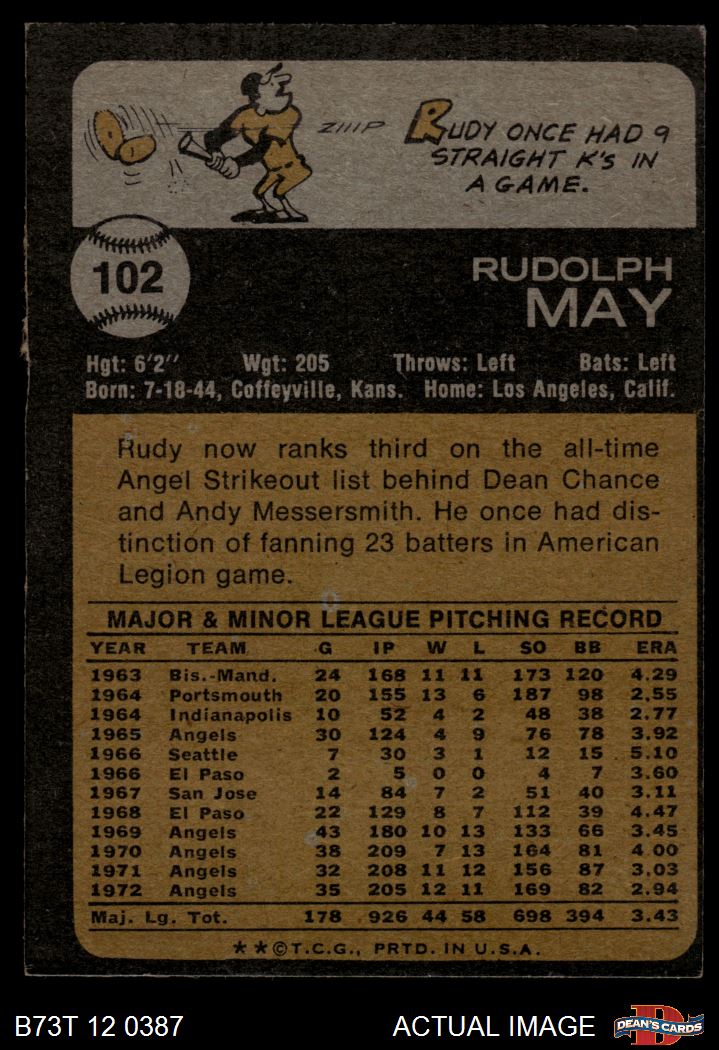 ZIIIP
RUDY ONCE HAD 9
STRAIGHT K'S IN
A GAME.
102
RUDOLPH
MAY
Hgt: 6'2" Wgt: 205 Throws: Left Bats: Left
Born: 7-18-44, Coffeyville, Kans. Home: Los Angeles, Calif.
Rudy now ranks third on the all-time
Angel Strikeout list behind Dean Chance
and Andy Messersmith. He once had dis-
tinction of fanning 23 batters in American
Legion game.
MAJOR & MINOR LEAGUE PITCHING RECORD
YEAR TEAM G IP W L SO BB ERA
1963 Bis.-Mand. 24 168 11 11 173 120 4.29
1964 Portsmouth 20 155 13 6 187 98 2.55
1964 Indianapolis 10 52 4 2 48 38 2.77
1965 Angels 30 124 4 9 76 78 3.92
1966 Seattle 7 30 3 1 12 15 5.10
1966 El Paso 2 5 0 0 4 7 3.60
1967 San Jose 14 84 7 2 51 40 3.11
1968 El Paso 22 129 8 7 112 39 4.47
1969 Angels 43 180 10 13 133 66 3.45
1970 Angels 38 209 7 13 164 81 4.00
1971 Angels 32 208 11 12 156 87 3.03
1972 Angels 35 205 12 11 169 82 2.94
Maj. Lg. Tot. 178 926 44 58 698 394 3.43
**©T.C.G., PRTD. IN U.S.A.
B73T 12 0387 ACTUAL IMAGE
D
DEAN'S CARDS